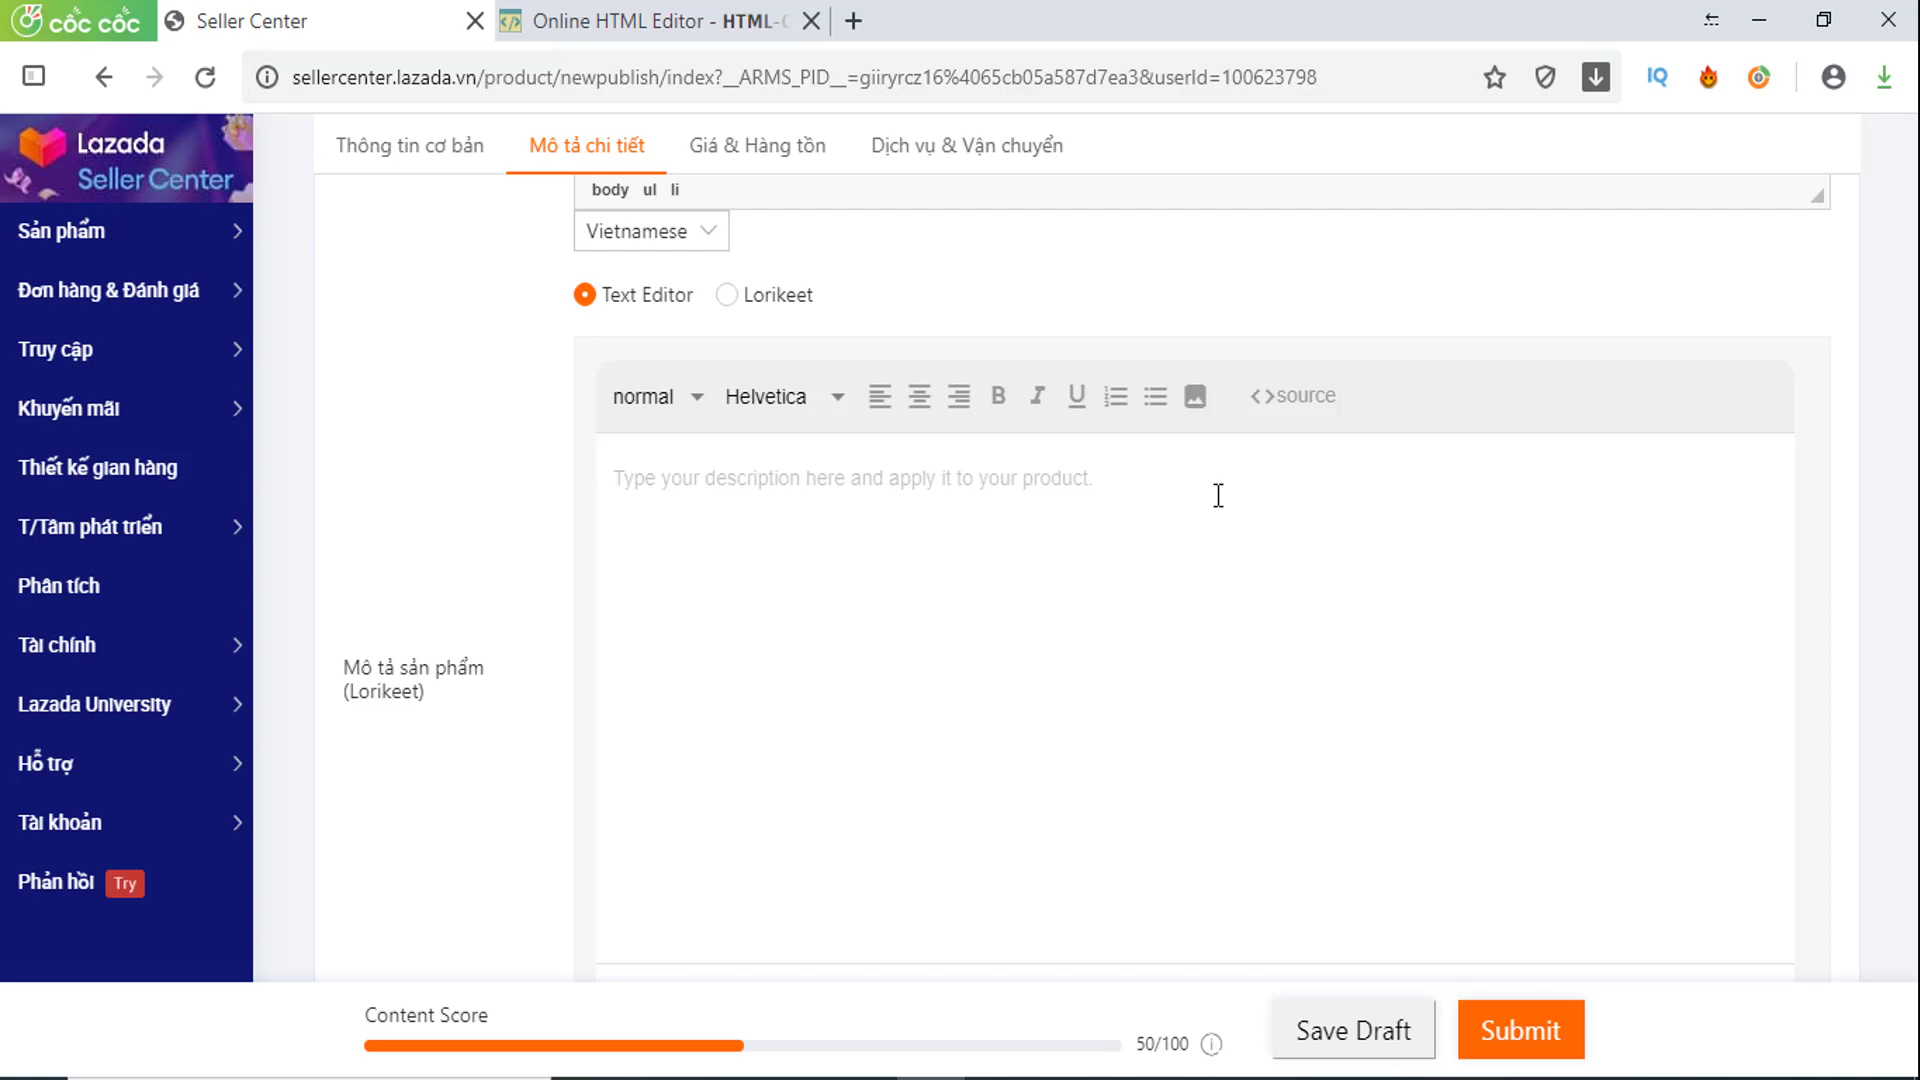 cốc cốc
Seller Center
Online HTML Editor - HTML-C
sellercenter.lazada.vn/product/newpublish/index?__ARMS_PID__=giiryrcz16%4065cb05a587d7ea3&userId=100623798
IQ
Lazada
Seller Center
Thông tin cơ bản
Mô tả chi tiết
Giá & Hàng tồn
Dịch vụ & Vận chuyển
Sản phẩm
Đơn hàng & Đánh giá
Truy cập
Khuyến mãi
Thiết kế gian hàng
T/Tâm phát triển
Phân tích
Tài chính
Lazada University
Hỗ trợ
Tài khoản
Phản hồi Try
body ul li
Vietnamese
Text Editor Lorikeet
normal Helvetica B I U <>source
Type your description here and apply it to your product.
Mô tả sản phẩm
(Lorikeet)
Content Score
50/100
Save Draft
Submit